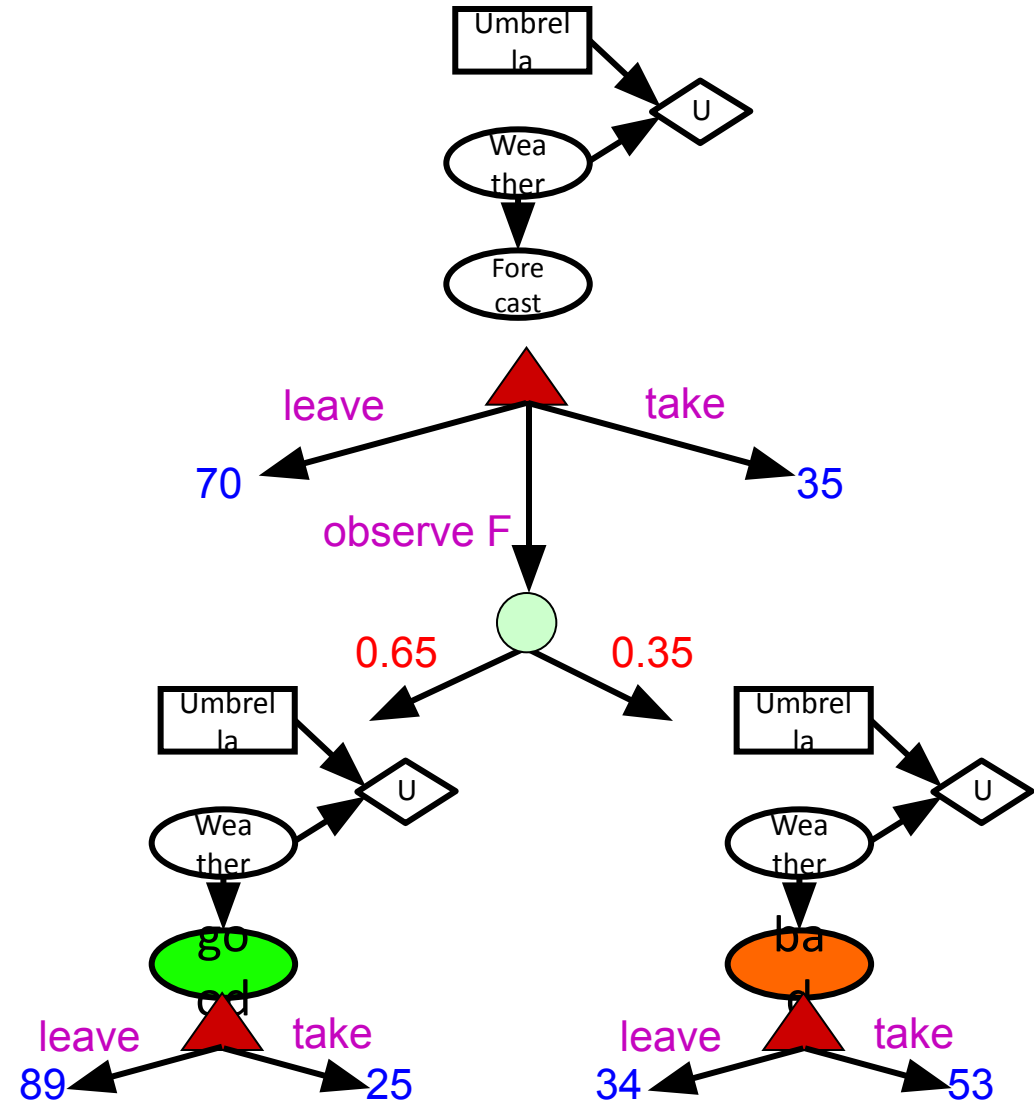 Umbrel
la
U
Wea
ther
Fore
cast
leave
take
70
35
observe F
0.65
0.35
Umbrel
la
U
Wea
ther
go
od
leave
take
89
25
Umbrel
la
U
Wea
ther
ba
d
leave
take
34
53